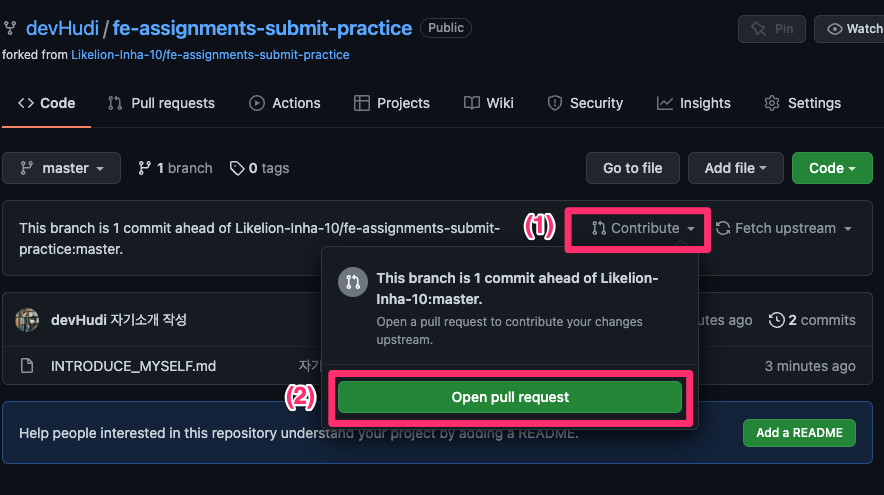 devHudi / fe-assignments-submit-practice Public
Pin
Watch
forked from Likelion-Inha-10/fe-assignments-submit-practice
Code
Pull requests
Actions
Projects
Wiki
Security
Insights
Settings
master
1 branch
0 tags
Go to file
Add file
Code
This branch is 1 commit ahead of Likelion-Inha-10/fe-assignments-submit-
practice:master.
(1)
Contribute
Fetch upstream
This branch is 1 commit ahead of Likelion-
Inha-10:master.
Open a pull request to contribute your changes
upstream.
devHudi 자기소개 작성
ago
2 commits
INTRODUCE_MYSELF.md
3 minutes ago
(2)
Open pull request
Help people interested in this repository understand your project by adding a README.
Add a README